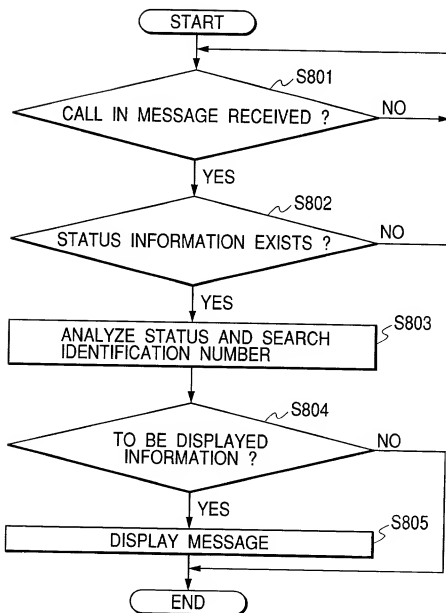 START
S801
CALL IN MESSAGE RECEIVED ?
NO
YES
S802
STATUS INFORMATION EXISTS ?
NO
YES
S803
ANALYZE STATUS AND SEARCH
IDENTIFICATION NUMBER
S804
TO BE DISPLAYED
INFORMATION ?
NO
YES
S805
DISPLAY MESSAGE
END